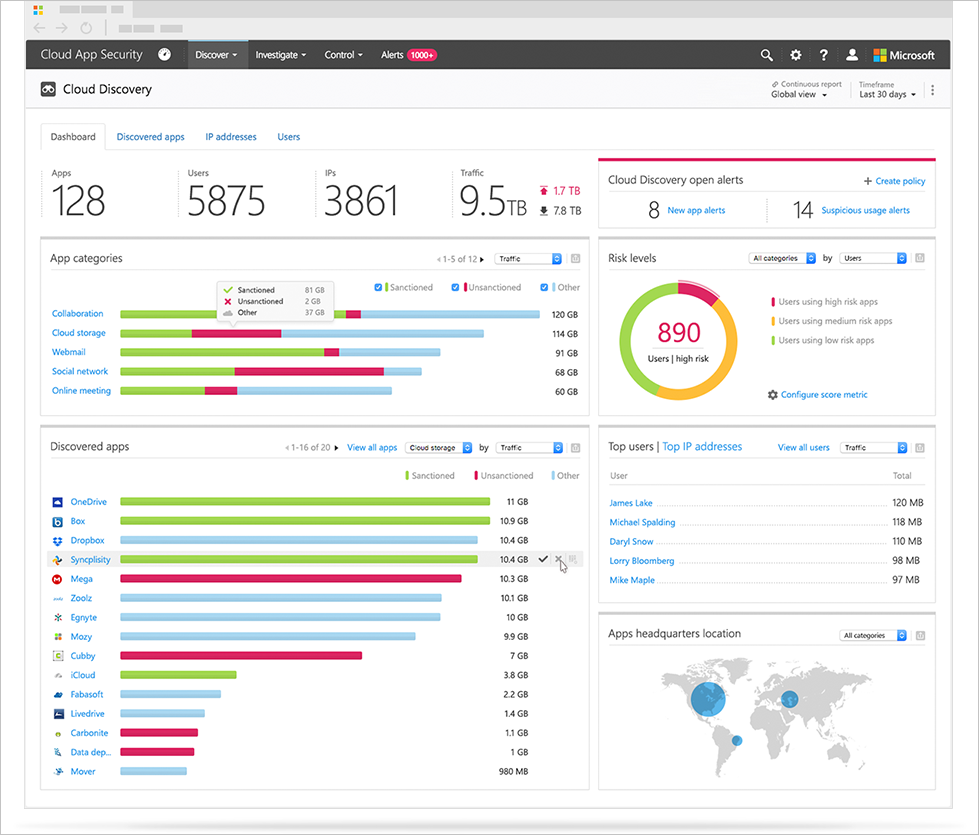 Cloud App Security
Discover
Investigate
Control
Alerts 1000+
Microsoft
Cloud Discovery
Continuous report
Global view
Timeframe
Last 30 days
Dashboard
Discovered apps
IP addresses
Users
Apps
128
Users
5875
IPs
3861
Traffic
9.5TB
1.7 TB
7.8 TB
Cloud Discovery open alerts
+ Create policy
8 New app alerts
14 Suspicious usage alerts
App categories
1-5 of 12
Traffic
Sanctioned
Unsanctioned
Other
Sanctioned 81 GB
Unsanctioned 2 GB
Other 37 GB
Collaboration 120 GB
Cloud storage 114 GB
Webmail 91 GB
Social network 68 GB
Online meeting 60 GB
Risk levels
All categories by Users
890
Users | high risk
Users using high risk apps
Users using medium risk apps
Users using low risk apps
Configure score metric
Discovered apps
1-16 of 20
View all apps
Cloud storage by Traffic
Sanctioned
Unsanctioned
Other
OneDrive 11 GB
Box 10.9 GB
Dropbox 10.4 GB
Syncplisity 10.4 GB
Mega 10.3 GB
Zoolz 10.1 GB
Egnyte 10 GB
Mozy 9.9 GB
Cubby 7 GB
iCloud 3.8 GB
Fabasoft 2.2 GB
Livedrive 1.4 GB
Carbonite 1.1 GB
Data dep... 1 GB
Mover 980 MB
Top users | Top IP addresses
View all users
Traffic
User Total
James Lake 120 MB
Michael Spalding 118 MB
Daryl Snow 110 MB
Lorry Bloomberg 98 MB
Mike Maple 97 MB
Apps headquarters location
All categories